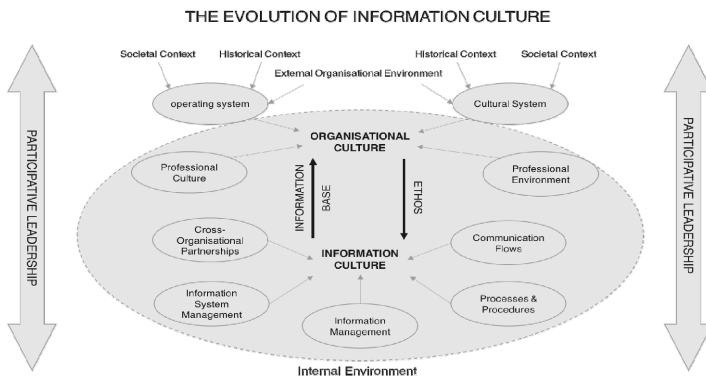 THE EVOLUTION OF INFORMATION CULTURE
Societal Context
Historical Context
Historical Context
Societal Context
External Organisational Environment
operating system
Cultural System
ORGANISATIONAL
CULTURE
Professional
Culture
Professional
Environment
INFORMATION
BASE
ETHOS
PARTICIPATIVE LEADERSHIP
PARTICIPATIVE LEADERSHIP
Cross-
Organisational
Partnerships
Communication
Flows
INFORMATION
CULTURE
Information
System
Management
Processes &
Procedures
Information
Management
Internal Environment